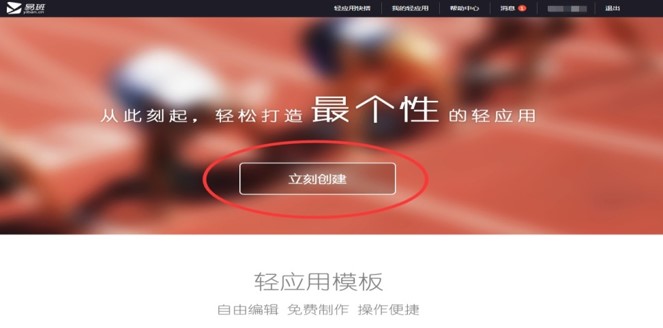 易班
yiban.cn
轻应用快搭 我的轻应用 帮助中心 消息 1 退出
从此刻起，轻松打造 最个性 的轻应用
立刻创建
轻应用模板
自由编辑 免费制作 操作便捷